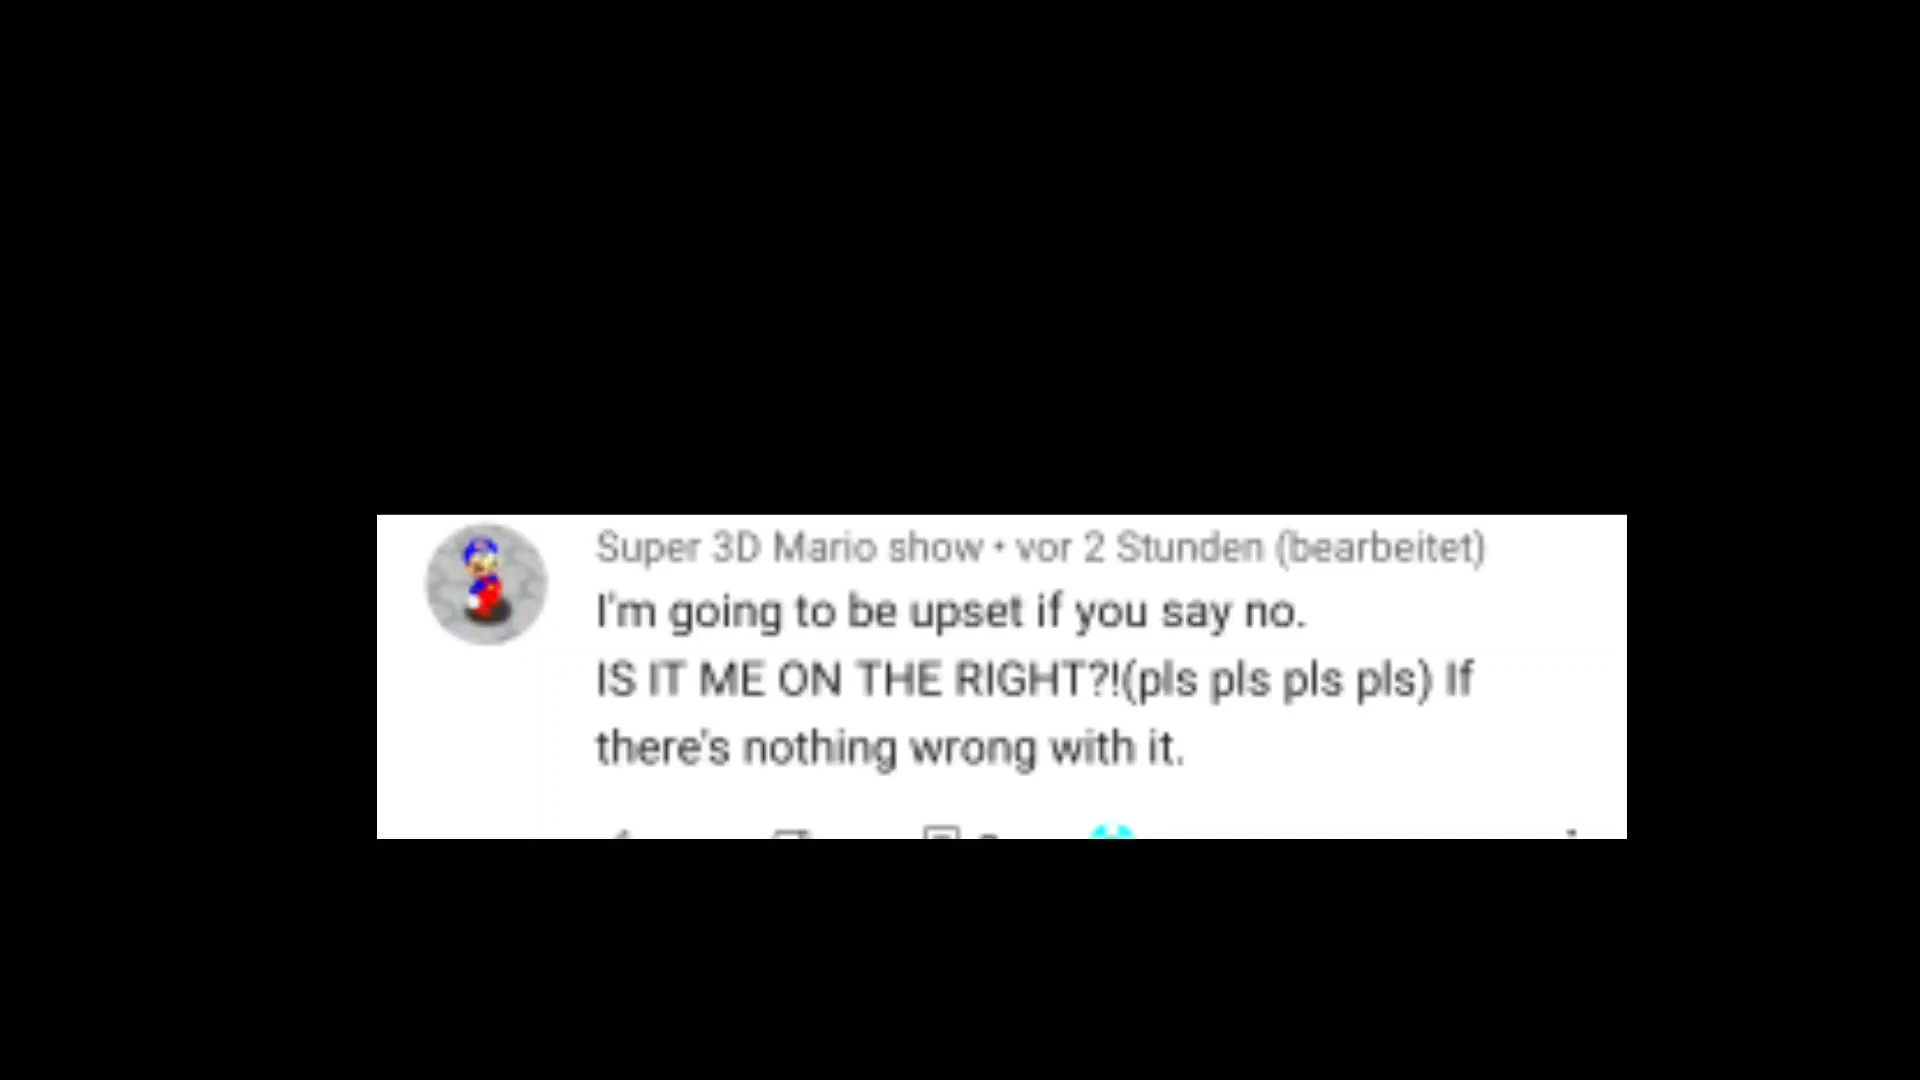 Super 3D Mario show • vor 2 Stunden (bearbeitet)
I'm going to be upset if you say no.
IS IT ME ON THE RIGHT?!(pls pls pls pls) If
there's nothing wrong with it.